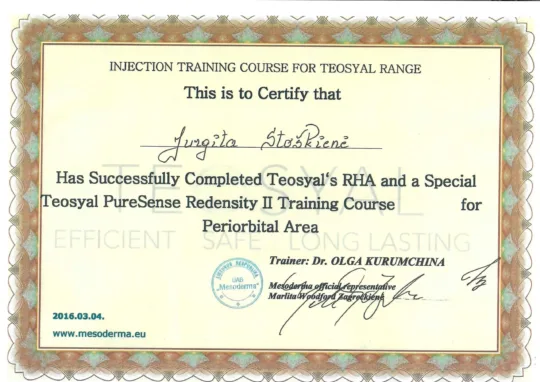 INJECTION TRAINING COURSE FOR TEOSYAL RANGE
This is to Certify that
Jurgita Stoškienė
Has Successfully Completed Teosyal's RHA and a Special
Teosyal PureSense Redensity II Training Course for
Periorbital Area
TEOSYAL
EFFICIENT SAFE LONG LASTING
Trainer: Dr. OLGA KURUMCHINA
Mesoderma official representative
Marlita Woodford Zagreckienė
UAB
"Mesoderma"
2016.03.04.
www.mesoderma.eu